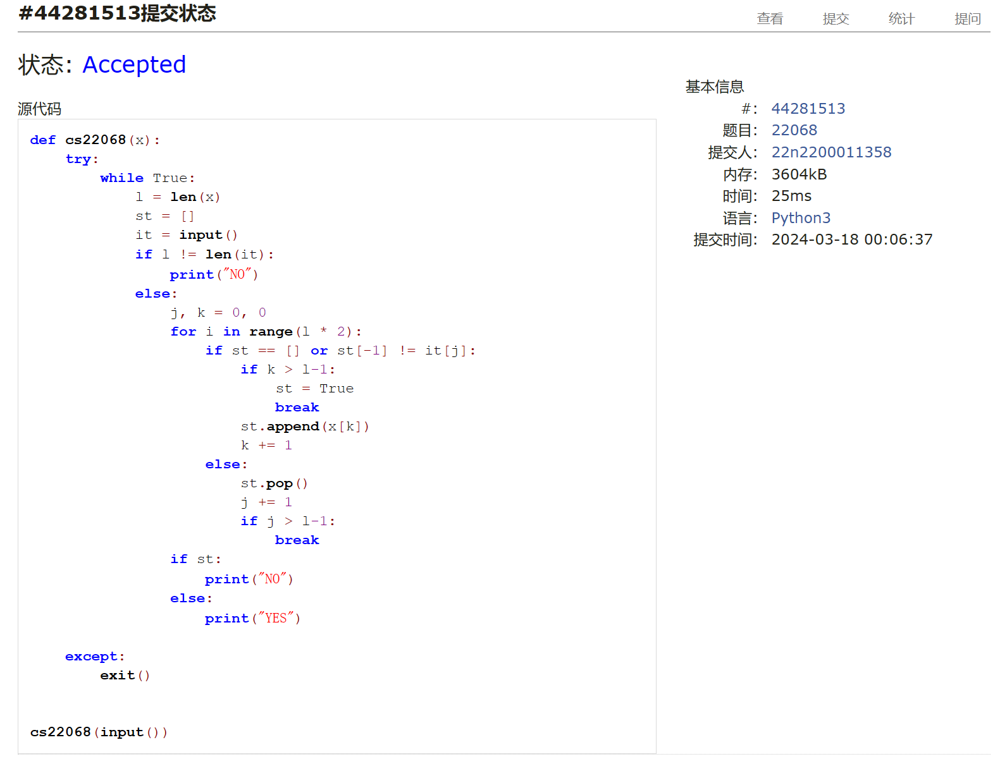 #44281513提交状态
查看 提交 统计 提问
状态: Accepted
源代码
def cs22068(x):
    try:
        while True:
            l = len(x)
            st = []
            it = input()
            if l != len(it):
                print("NO")
            else:
                j, k = 0, 0
                for i in range(l * 2):
                    if st == [] or st[-1] != it[j]:
                        if k > l-1:
                            st = True
                            break
                        st.append(x[k])
                        k += 1
                    else:
                        st.pop()
                        j += 1
                        if j > l-1:
                            break
                if st:
                    print("NO")
                else:
                    print("YES")
    except:
        exit()
cs22068(input())
基本信息
#: 44281513
题目: 22068
提交人: 22n2200011358
内存: 3604kB
时间: 25ms
语言: Python3
提交时间: 2024-03-18 00:06:37